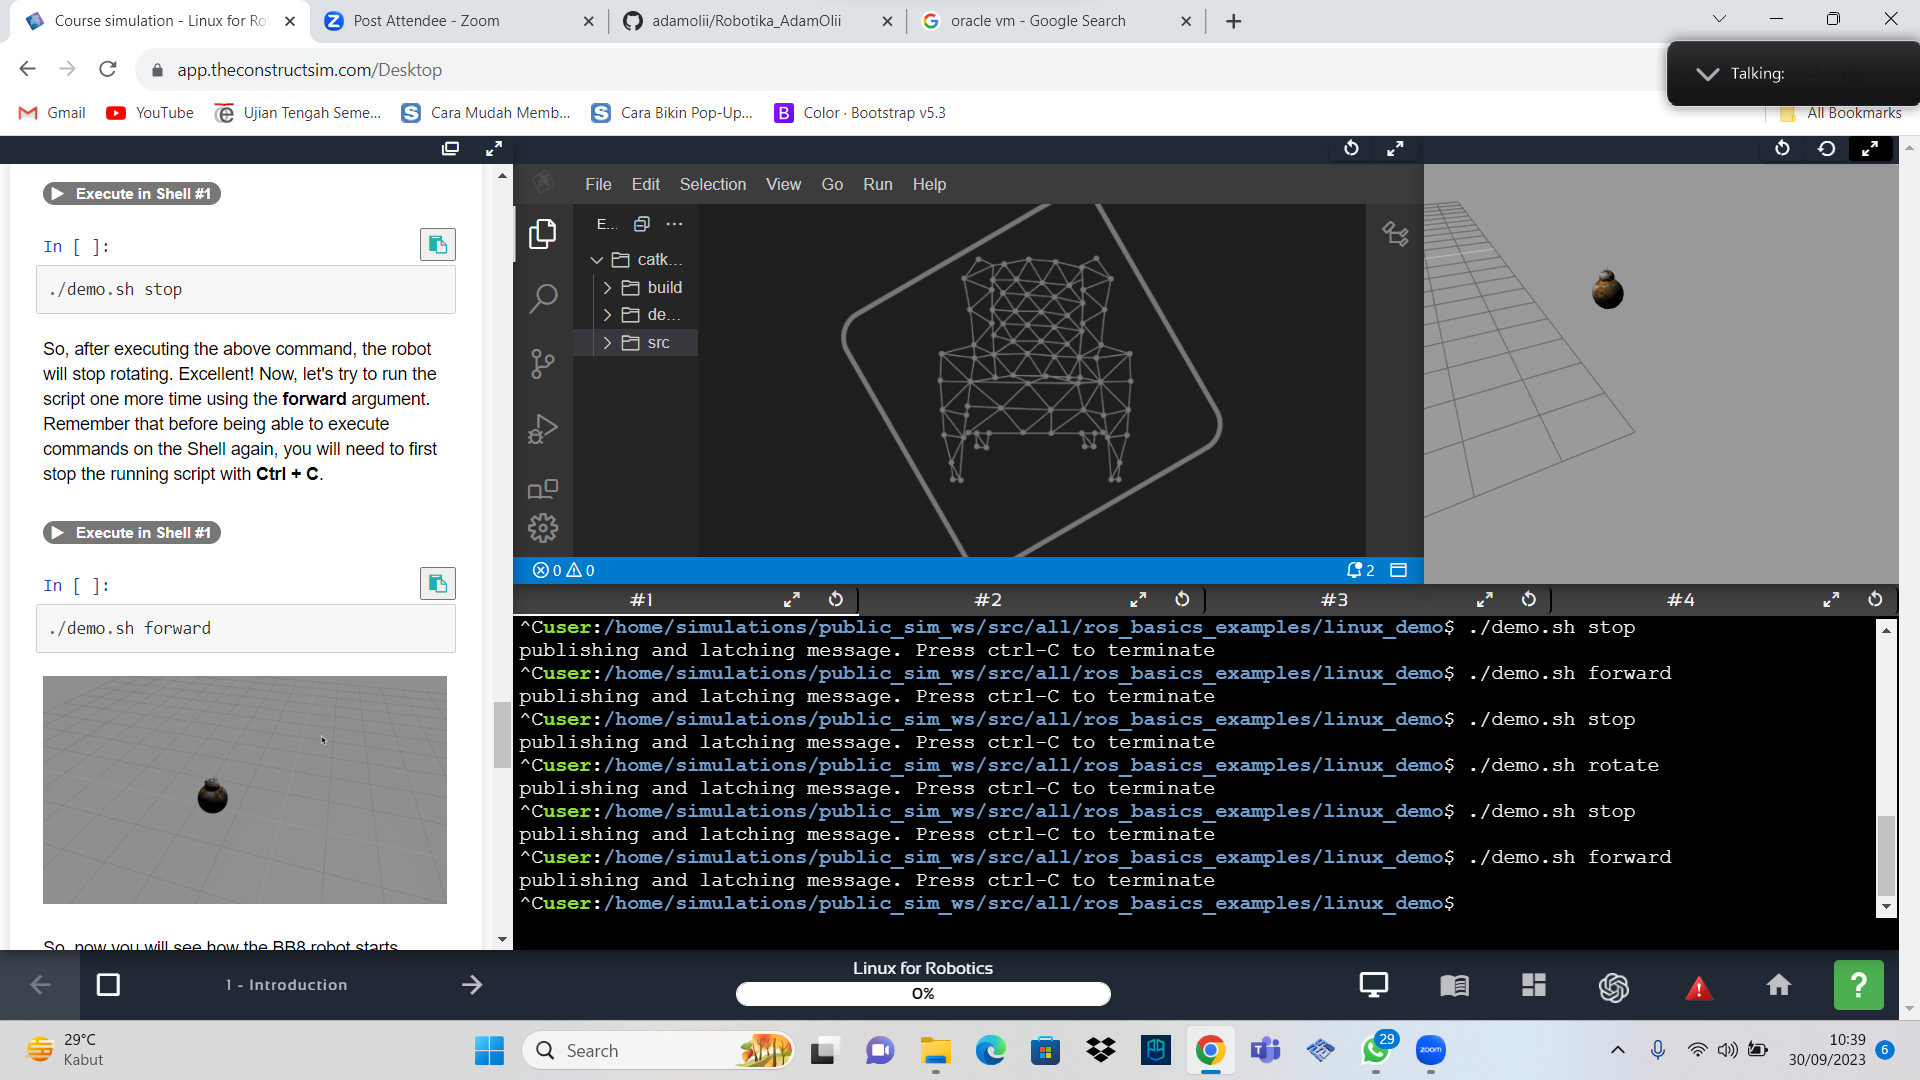 Course simulation - Linux for Ro
Post Attendee - Zoom
adamolii/Robotika_AdamOlii
oracle vm - Google Search
app.theconstructsim.com/Desktop
Talking:
Gmail
YouTube
Ujian Tengah Seme...
Cara Mudah Memb...
Cara Bikin Pop-Up...
Color · Bootstrap v5.3
All Bookmarks
Execute in Shell #1
In [ ]:
./demo.sh stop
So, after executing the above command, the robot
will stop rotating. Excellent! Now, let's try to run the
script one more time using the forward argument.
Remember that before being able to execute
commands on the Shell again, you will need to first
stop the running script with Ctrl + C.
Execute in Shell #1
In [ ]:
./demo.sh forward
So, now you will see how the BB8 robot starts
File Edit Selection View Go Run Help
E...
catk...
build
de...
src
0 0
2
#1
#2
#3
#4
^Cuser:/home/simulations/public_sim_ws/src/all/ros_basics_examples/linux_demo$ ./demo.sh stop
publishing and latching message. Press ctrl-C to terminate
^Cuser:/home/simulations/public_sim_ws/src/all/ros_basics_examples/linux_demo$ ./demo.sh forward
publishing and latching message. Press ctrl-C to terminate
^Cuser:/home/simulations/public_sim_ws/src/all/ros_basics_examples/linux_demo$ ./demo.sh stop
publishing and latching message. Press ctrl-C to terminate
^Cuser:/home/simulations/public_sim_ws/src/all/ros_basics_examples/linux_demo$ ./demo.sh rotate
publishing and latching message. Press ctrl-C to terminate
^Cuser:/home/simulations/public_sim_ws/src/all/ros_basics_examples/linux_demo$ ./demo.sh stop
publishing and latching message. Press ctrl-C to terminate
^Cuser:/home/simulations/public_sim_ws/src/all/ros_basics_examples/linux_demo$ ./demo.sh forward
publishing and latching message. Press ctrl-C to terminate
^Cuser:/home/simulations/public_sim_ws/src/all/ros_basics_examples/linux_demo$
1 - Introduction
Linux for Robotics
0%
?
29°C
Kabut
Search
29
zoom
10:39
30/09/2023
6